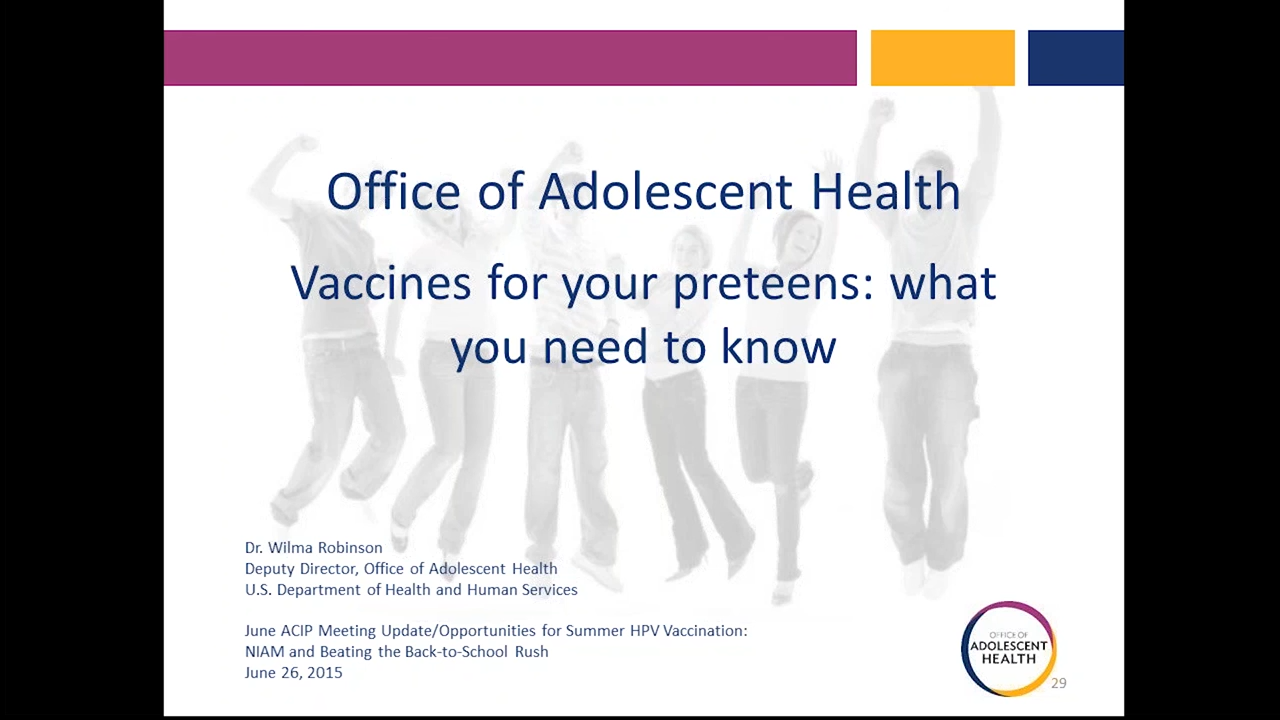 Office of Adolescent Health
Vaccines for your preteens: what
you need to know
Dr. Wilma Robinson
Deputy Director, Office of Adolescent Health
U.S. Department of Health and Human Services
June ACIP Meeting Update/Opportunities for Summer HPV Vaccination:
NIAM and Beating the Back-to-School Rush
June 26, 2015
OFFICE OF
ADOLESCENT
HEALTH
29